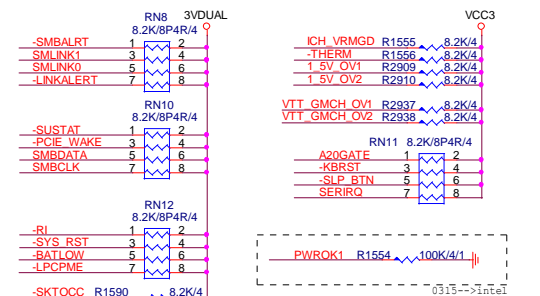 RN8 3VDUAL
8.2K/8P4R/4
-SMBALRT 1 2
SMLINK1 3 4
SMLINK0 5 6
-LINKALERT 7 8
RN10
8.2K/8P4R/4
-SUSTAT 1 2
-PCIE_WAKE 3 4
SMBDATA 5 6
SMBCLK 7 8
RN12
8.2K/8P4R/4
-RI 1 2
-SYS_RST 3 4
-BATLOW 5 6
-LPCPME 7 8
-SKTOCC R1590 8.2K/4
VCC3
ICH_VRMGD R1555 8.2K/4
-THERM R1556 8.2K/4
1_5V_OV1 R2909 8.2K/4
1_5V_OV2 R2910 8.2K/4
VTT_GMCH_OV1 R2937 8.2K/4
VTT_GMCH_OV2 R2938 8.2K/4
RN11 8.2K/8P4R/4
A20GATE 1 2
-KBRST 3 4
-SLP_BTN 5 6
SERIRQ 7 8
PWROK1 R1554 100K/4/1
0315-->intel